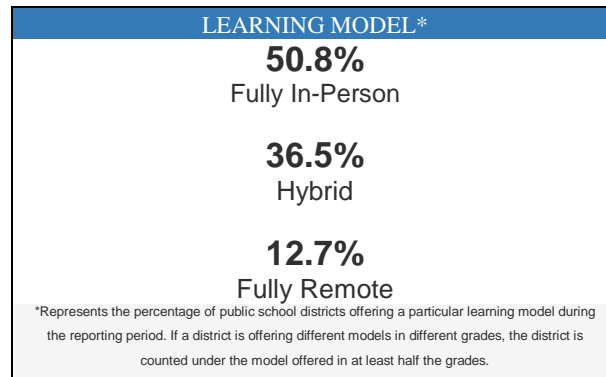 LEARNING MODEL*
50.8%
Fully In-Person
36.5%
Hybrid
12.7%
Fully Remote
*Represents the percentage of public school districts offering a particular learning model during
the reporting period. If a district is offering different models in different grades, the district is
counted under the model offered in at least half the grades.